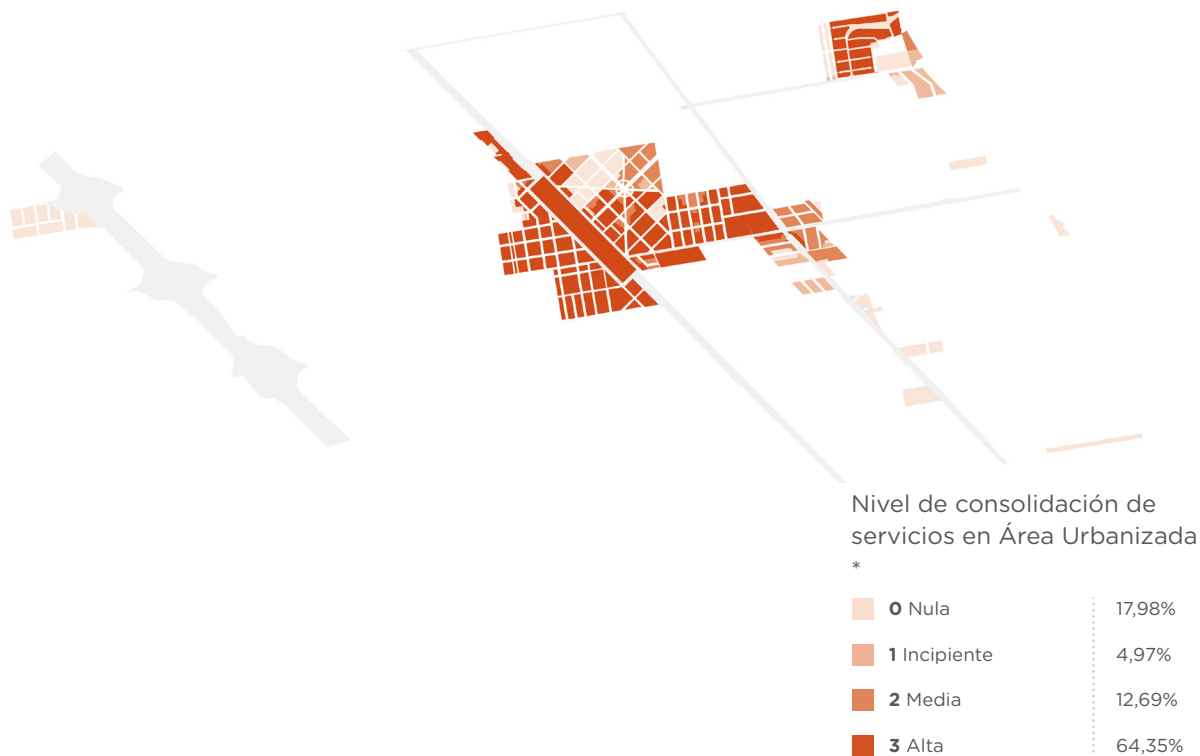 Nivel de consolidación de
servicios en Área Urbanizada
*
0 Nula 17,98%
1 Incipiente 4,97%
2 Media 12,69%
3 Alta 64,35%